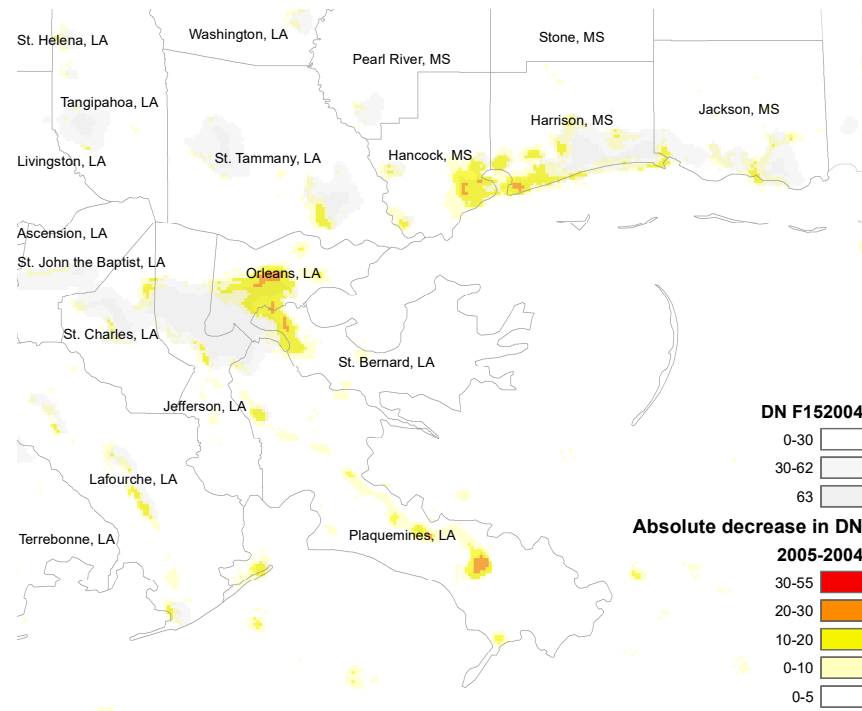 St. Helena, LA
Washington, LA
Stone, MS
Pearl River, MS
Tangipahoa, LA
Jackson, MS
Harrison, MS
Livingston, LA
St. Tammany, LA
Hancock, MS
Ascension, LA
St. John the Baptist, LA
Orleans, LA
St. Charles, LA
St. Bernard, LA
Jefferson, LA
Lafourche, LA
Terrebonne, LA
Plaquemines, LA
DN F152004
0-30
30-62
63
Absolute decrease in DN
2005-2004
30-55
20-30
10-20
0-10
0-5